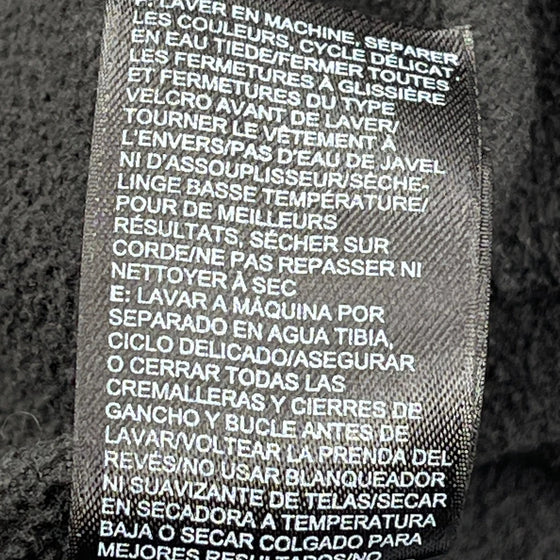 F: LAVER EN MACHINE, SÉPARER
LES COULEURS, CYCLE DÉLICAT,
EN EAU TIEDE/FERMER TOUTES
LES FERMETURES À GLISSIÈRE
ET FERMETURES DU TYPE
VELCRO AVANT DE LAVER/
TOURNER LE VÊTEMENT À
L'ENVERS/PAS D'EAU DE JAVEL
NI D'ASSOUPLISSEUR/SÉCHE-
LINGE BASSE TEMPÉRATURE/
POUR DE MEILLEURS
RÉSULTATS, SÉCHER SUR
CORDE/NE PAS REPASSER NI
NETTOYER À SEC
E: LAVAR A MÁQUINA POR
SEPARADO EN AGUA TIBIA,
CICLO DELICADO/ASEGURAR
O CERRAR TODAS LAS
CREMALLERAS Y CIERRES DE
GANCHO Y BUCLE ANTES DE
LAVAR/VOLTEAR LA PRENDA DEL
REVÉS/NO USAR BLANQUEADOR
NI SUAVIZANTE DE TELAS/SECAR
EN SECADORA A TEMPERATURA
BAJA O SECAR COLGADO PARA
MEJORES RESULTADOS/NO